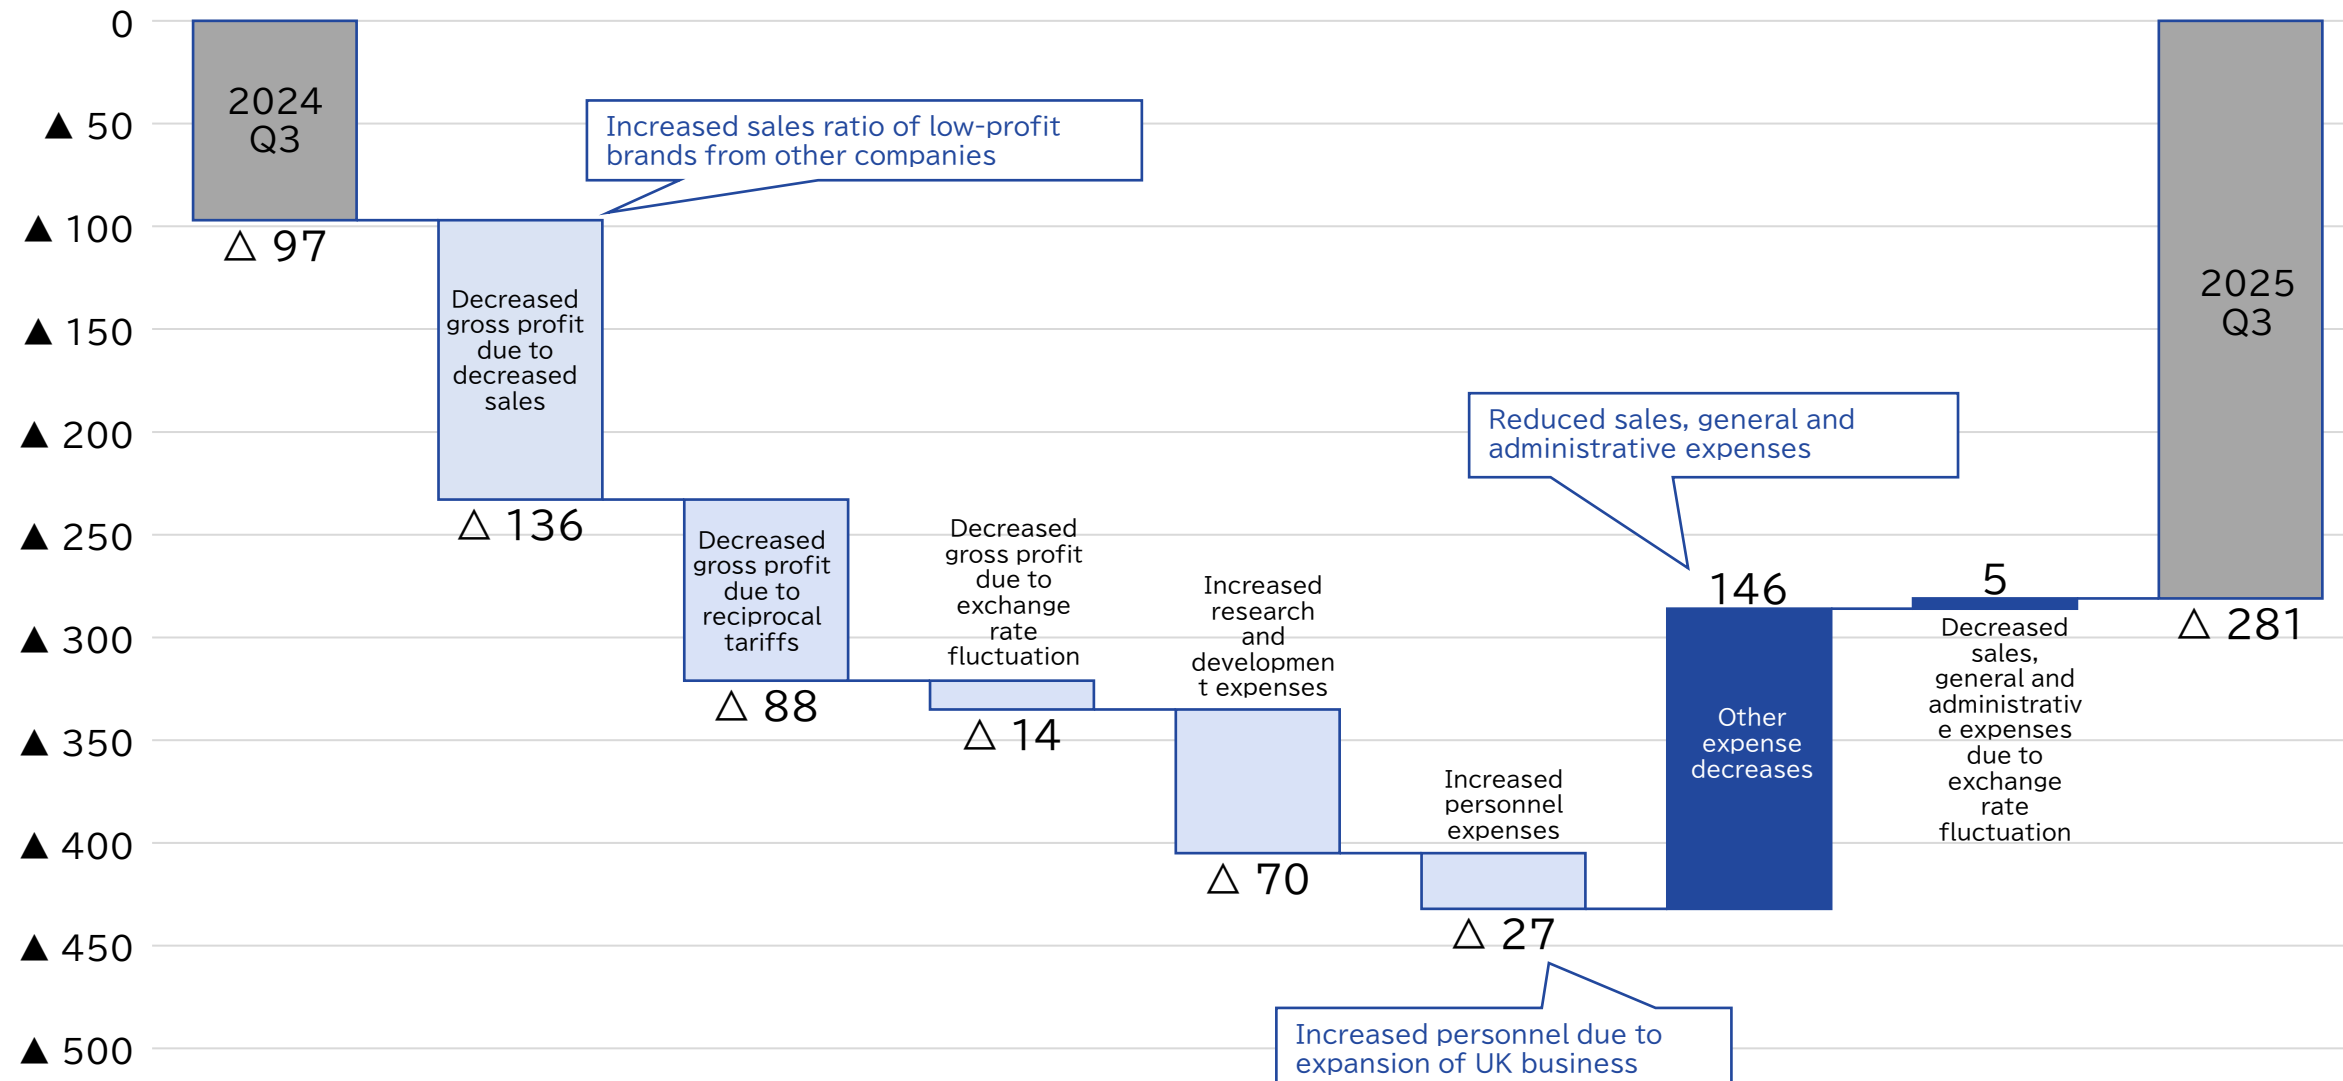 0
▲ 50
▲ 100
▲ 150
▲ 200
▲ 250
▲ 300
▲ 350
▲ 400
▲ 450
▲ 500
2024
Q3
△ 97
Increased sales ratio of low-profit
brands from other companies
Decreased
gross profit
due to
decreased
sales
△ 136
Decreased
gross profit
due to
reciprocal
tariffs
△ 88
Decreased
gross profit
due to
exchange
rate
fluctuation
△ 14
Increased
research
and
developmen
t expenses
△ 70
Increased
personnel
expenses
△ 27
Increased personnel due to
expansion of UK business
Reduced sales, general and
administrative expenses
146
Other
expense
decreases
5
Decreased
sales,
general and
administrativ
e expenses
due to
exchange
rate
fluctuation
2025
Q3
△ 281